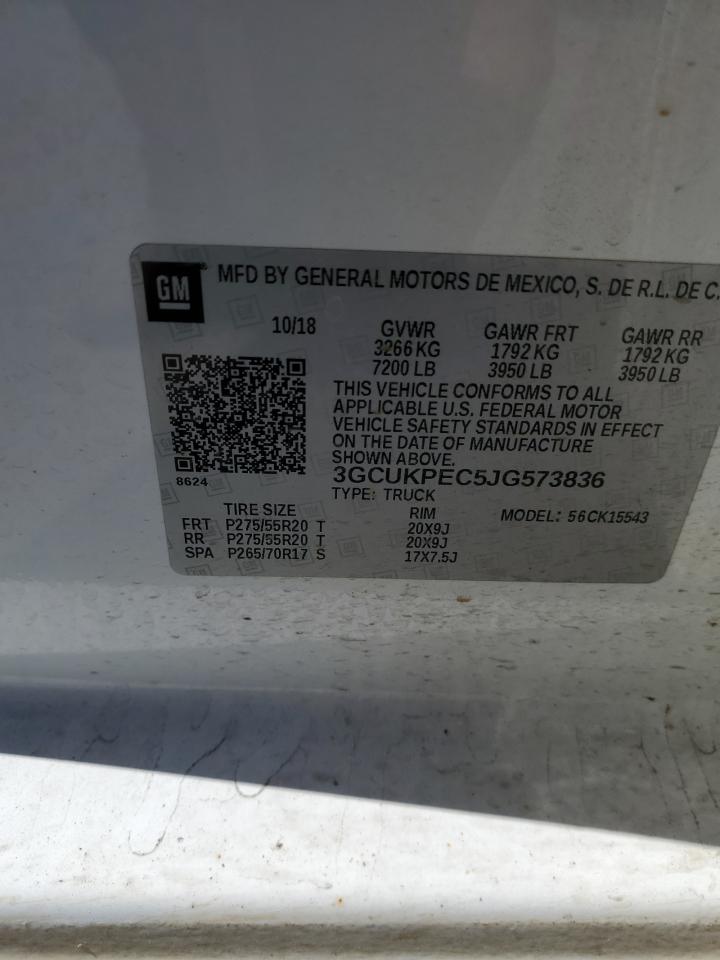 GM
MFD BY GENERAL MOTORS DE MEXICO, S. DE R.L. DE C.
10/18 GVWR GAWR FRT GAWR RR
3266 KG 1792 KG 1792 KG
7200 LB 3950 LB 3950 LB
THIS VEHICLE CONFORMS TO ALL
APPLICABLE U.S. FEDERAL MOTOR
VEHICLE SAFETY STANDARDS IN EFFECT
ON THE DATE OF MANUFACTURE
SHOWN ABOVE.
8624
3GCUKPEC5JG573836
TYPE: TRUCK
TIRE SIZE RIM MODEL: 56CK15543
FRT P275/55R20 T 20X9J
RR P275/55R20 T 20X9J
SPA P265/70R17 S 17X7.5J